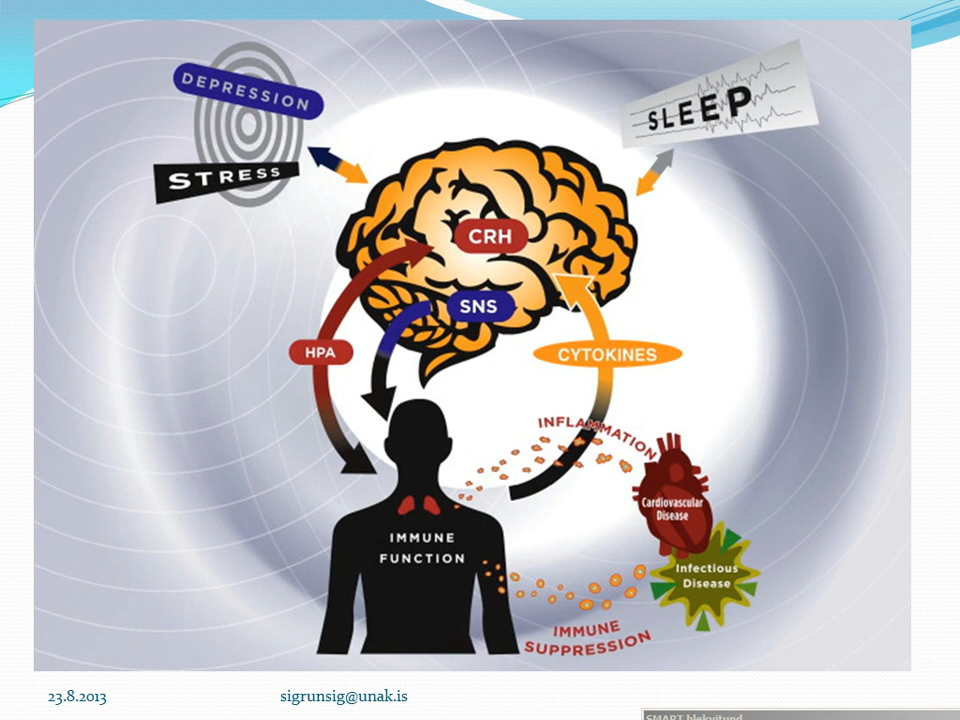 DEPRESSION
STRESS
SLEEP
CRH
SNS
HPA
CYTOKINES
INFLAMMATION
Cardiovascular
Disease
IMMUNE
FUNCTION
Infectious
Disease
IMMUNE
SUPPRESSION
23.8.2013
sigrunsig@unak.is